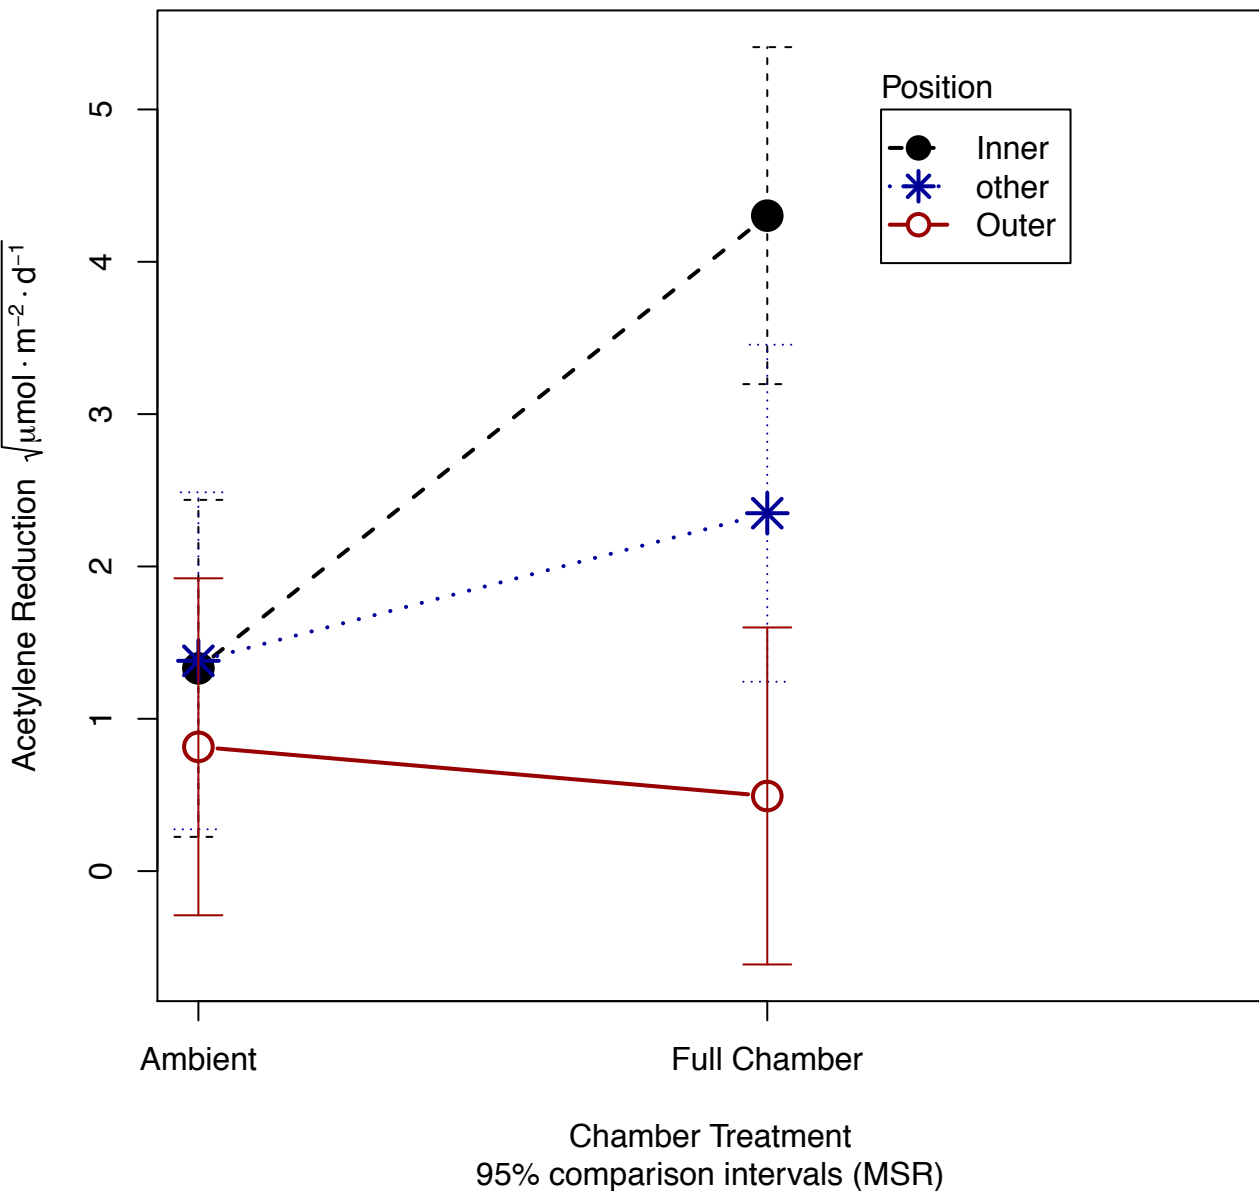 Acetylene Reduction √μmol · m⁻² · d⁻¹
5
4
3
2
1
0
Position
Inner
other
Outer
Ambient
Full Chamber
Chamber Treatment
95% comparison intervals (MSR)